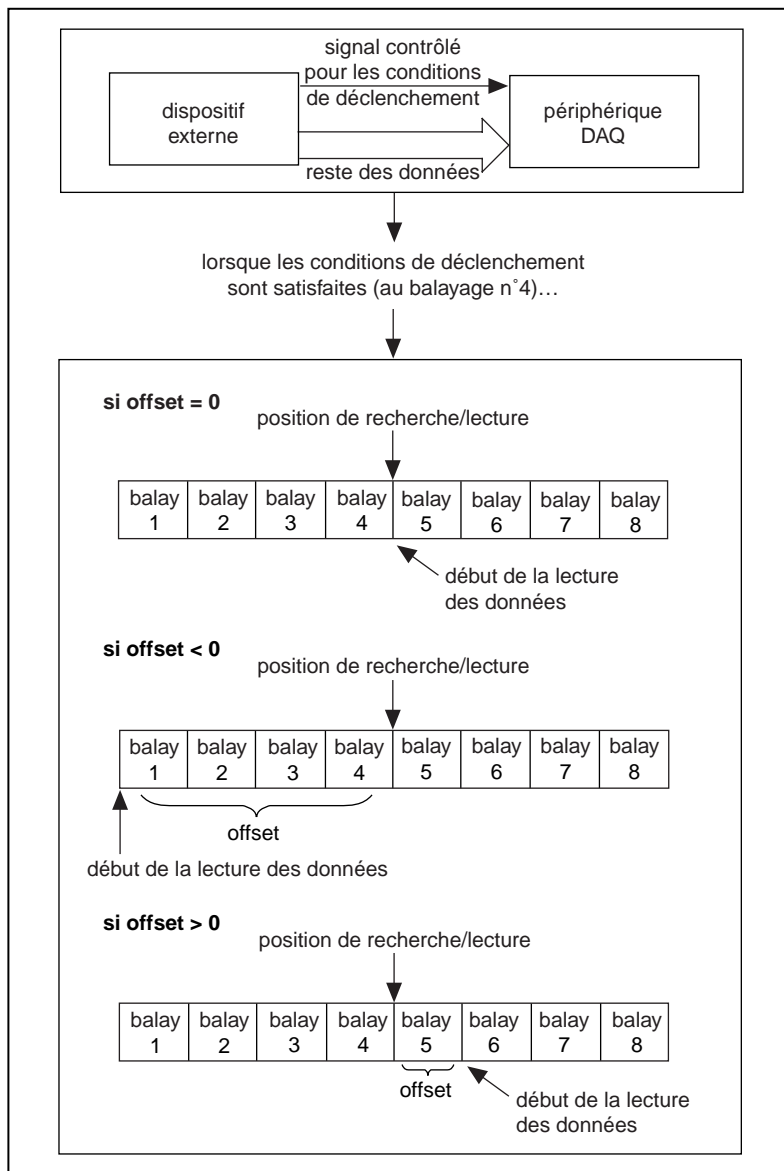 signal contrôlé
pour les conditions
de déclenchement
dispositif
externe
périphérique
DAQ
reste des données
lorsque les conditions de déclenchement
sont satisfaites (au balayage n˚4)…
si offset = 0
position de recherche/lecture
balay balay balay balay balay balay balay balay
1 2 3 4 5 6 7 8
début de la lecture
des données
si offset < 0
position de recherche/lecture
balay balay balay balay balay balay balay balay
1 2 3 4 5 6 7 8
offset
début de la lecture des données
si offset > 0
position de recherche/lecture
balay balay balay balay balay balay balay balay
1 2 3 4 5 6 7 8
offset
début de la lecture
des données